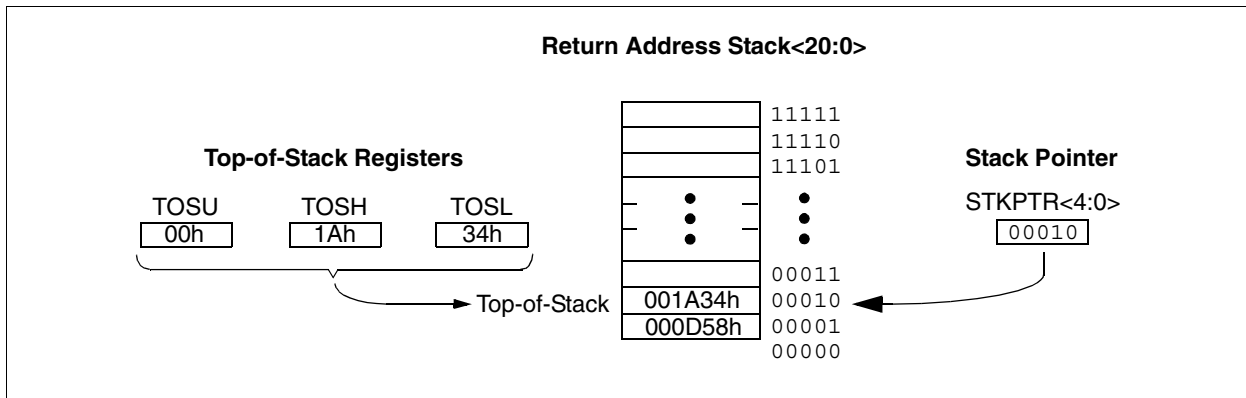 Return Address Stack<20:0>
11111
11110
Top-of-Stack Registers
11101
Stack Pointer
TOSU TOSH TOSL
STKPTR<4:0>
00h 1Ah 34h
00010
00011
Top-of-Stack 001A34h 00010
000D58h 00001
00000